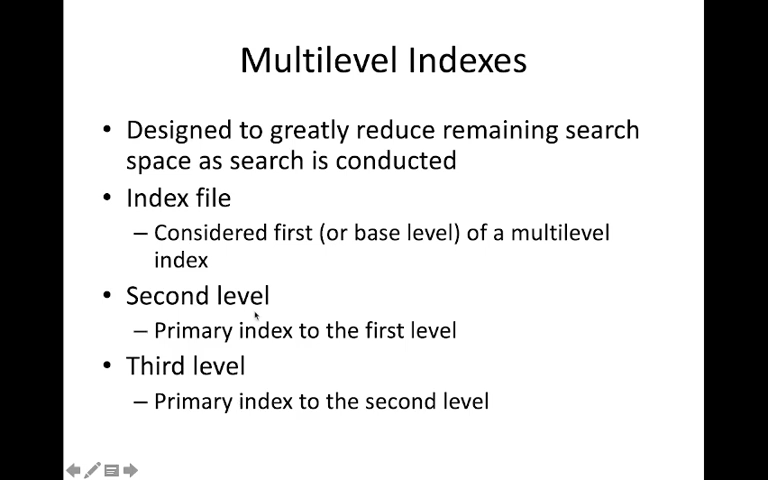 Multilevel Indexes
• Designed to greatly reduce remaining search
space as search is conducted
• Index file
– Considered first (or base level) of a multilevel
index
• Second level
– Primary index to the first level
• Third level
– Primary index to the second level